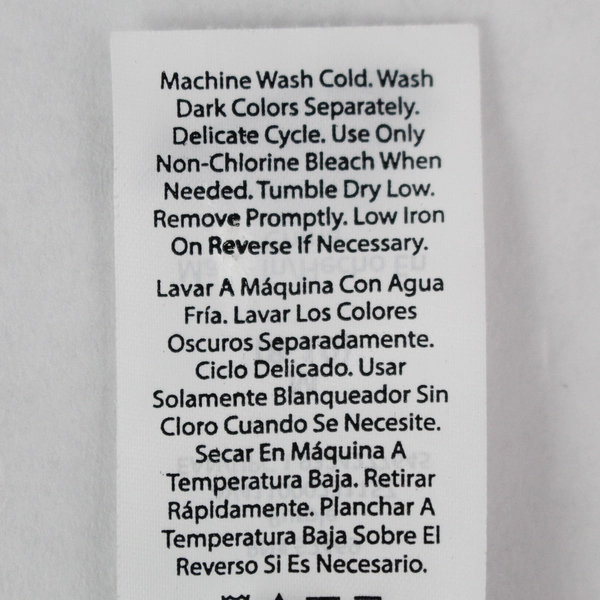 Machine Wash Cold. Wash
Dark Colors Separately.
Delicate Cycle. Use Only
Non-Chlorine Bleach When
Needed. Tumble Dry Low.
Remove Promptly. Low Iron
On Reverse If Necessary.
Lavar A Máquina Con Agua
Fría. Lavar Los Colores
Oscuros Separadamente.
Ciclo Delicado. Usar
Solamente Blanqueador Sin
Cloro Cuando Se Necesite.
Secar En Máquina A
Temperatura Baja. Retirar
Rápidamente. Planchar A
Temperatura Baja Sobre El
Reverso Si Es Necesario.